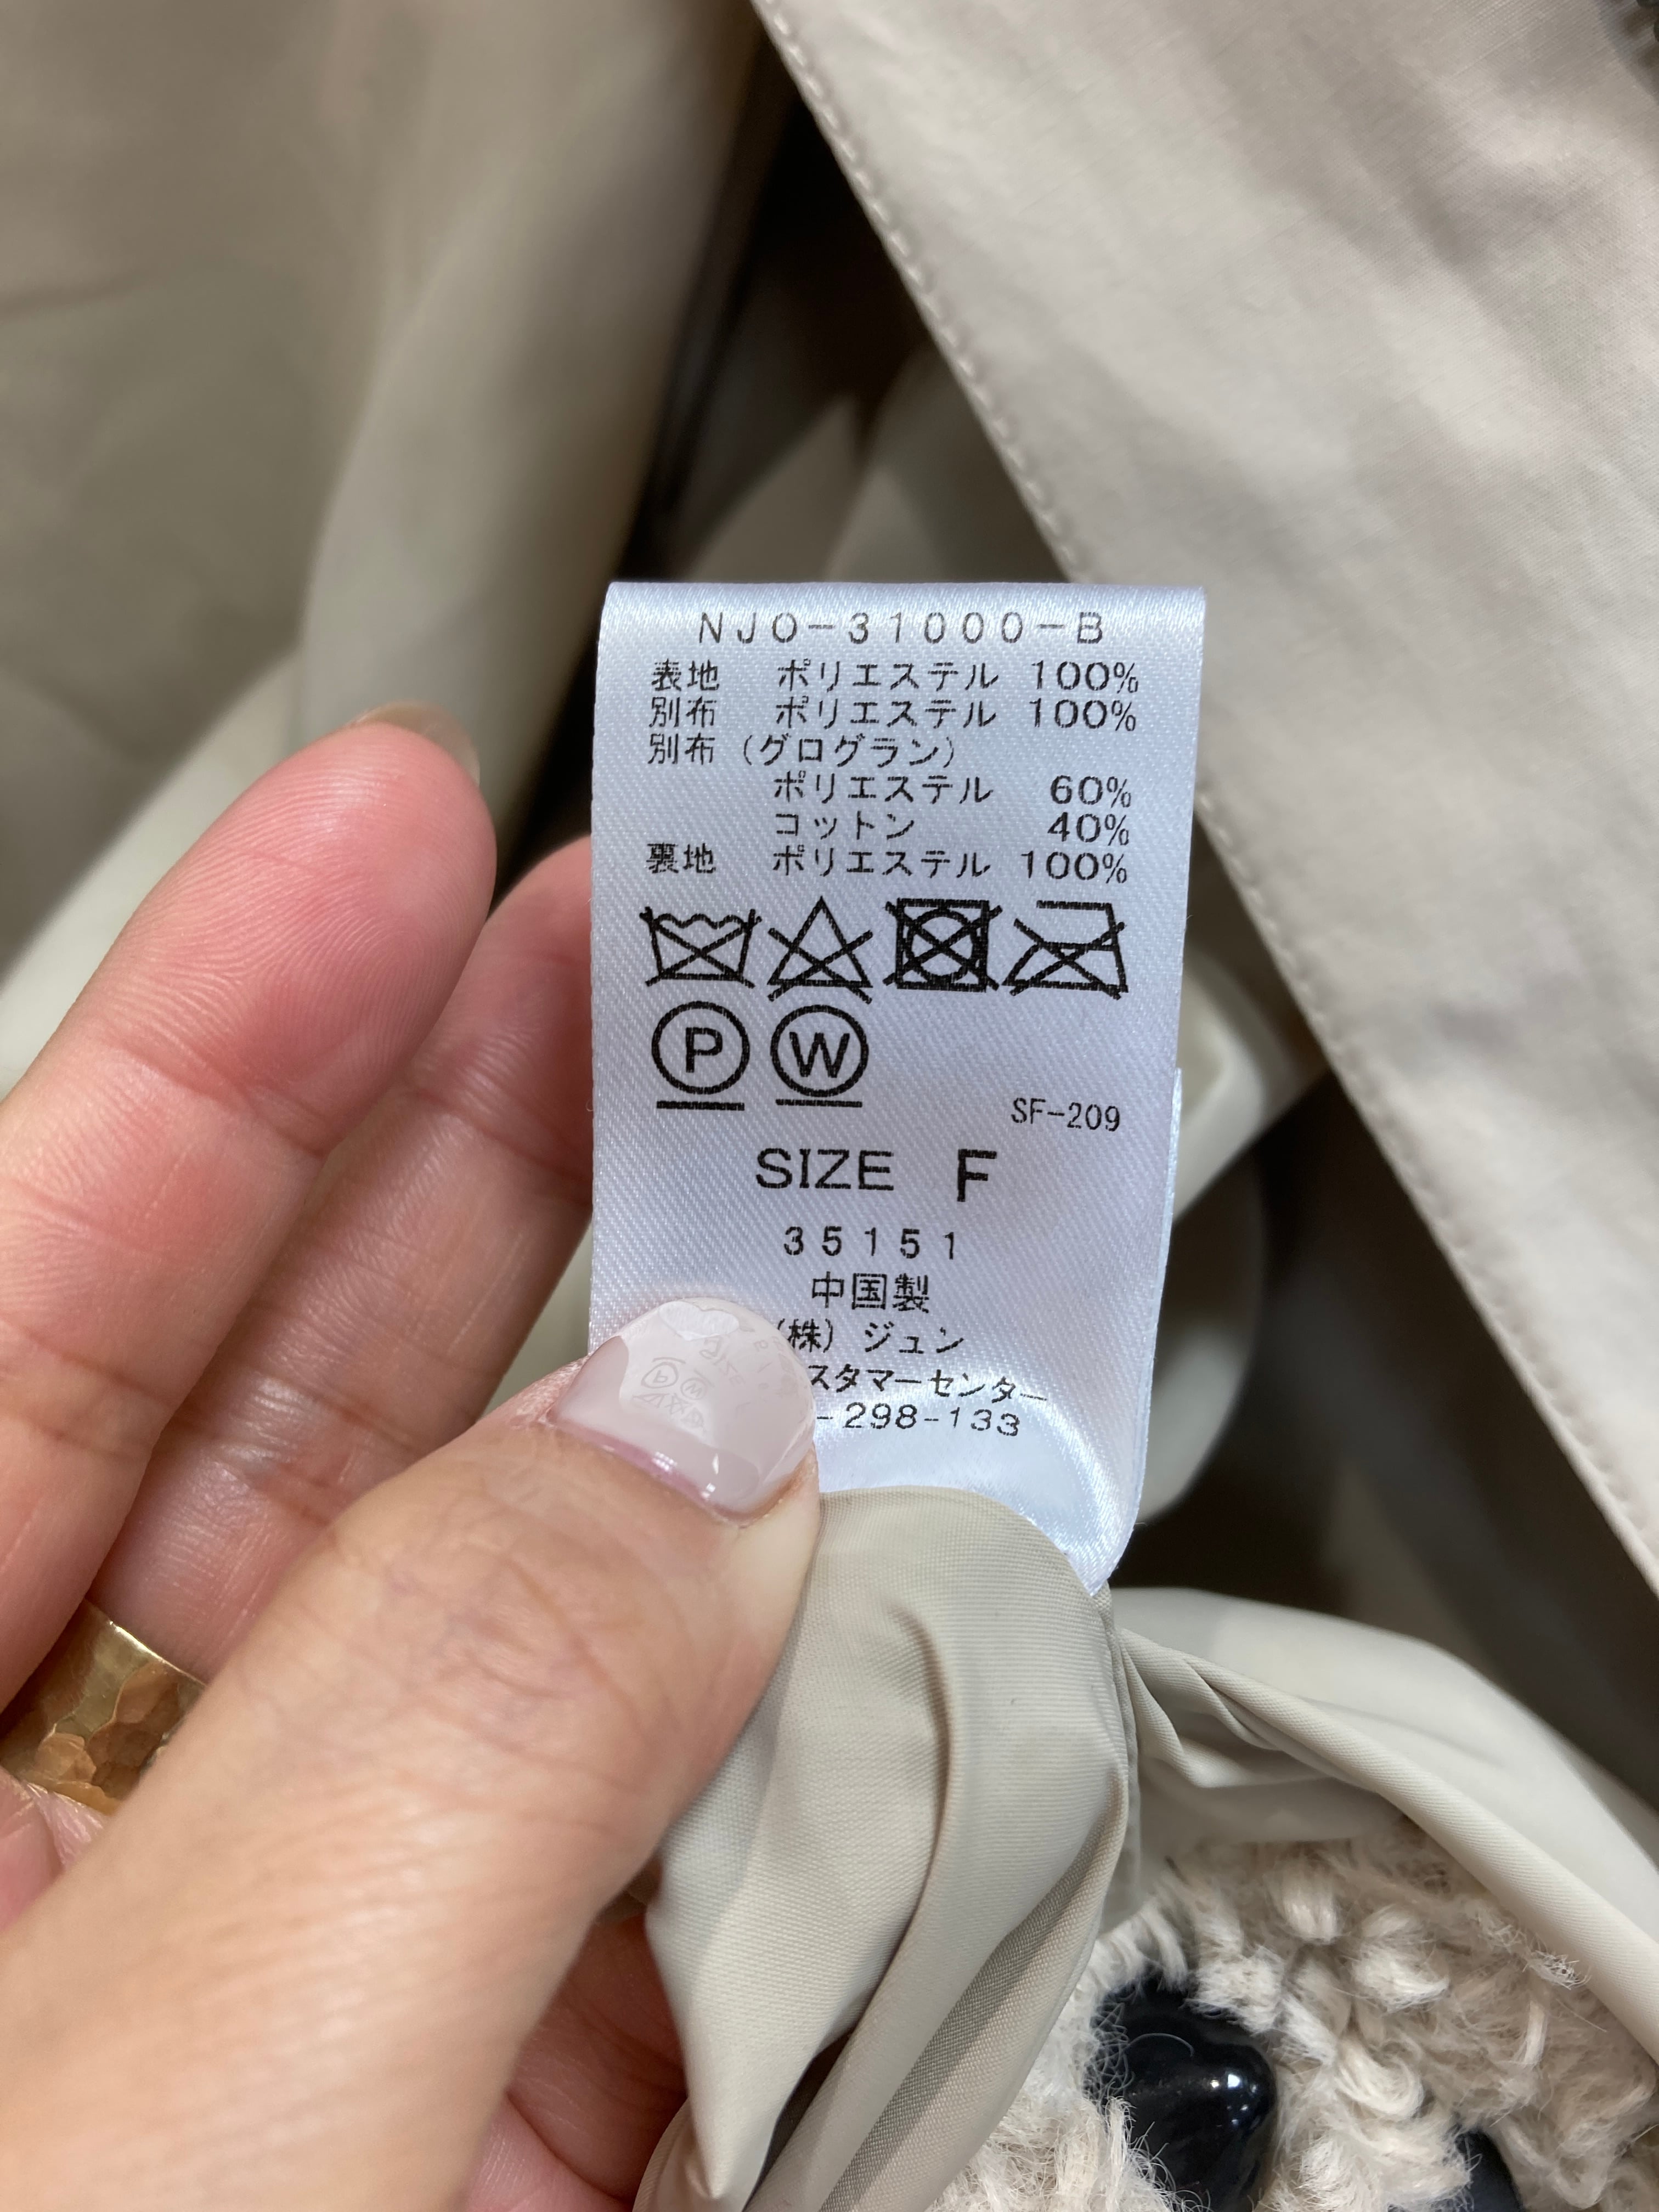 NJO-31000-B
表地 ポリエステル 100%
別布 ポリエステル 100%
別布 (グログラン)
ポリエステル 60%
コットン 40%
裏地 ポリエステル 100%
P W
SF-209
SIZE F
35151
中国製
(株) ジュン
スタマーセンター
-298-133